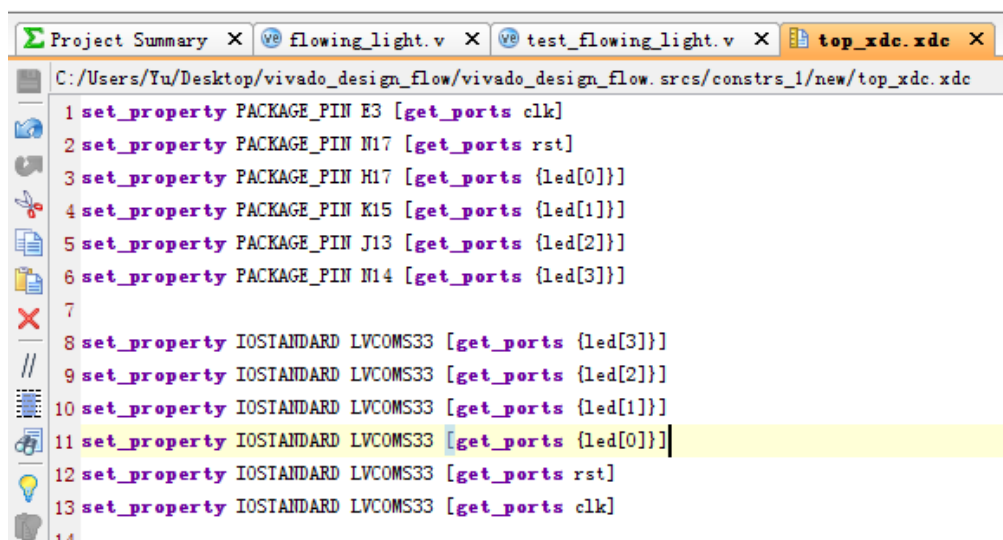 Project Summary × flowing_light.v × test_flowing_light.v × top_xdc.xdc ×
C:/Users/Yu/Desktop/vivado_design_flow/vivado_design_flow.srcs/constrs_1/new/top_xdc.xdc
1 set_property PACKAGE_PIN E3 [get_ports clk]
2 set_property PACKAGE_PIN N17 [get_ports rst]
3 set_property PACKAGE_PIN H17 [get_ports {led[0]}]
4 set_property PACKAGE_PIN K15 [get_ports {led[1]}]
5 set_property PACKAGE_PIN J13 [get_ports {led[2]}]
6 set_property PACKAGE_PIN N14 [get_ports {led[3]}]
7
8 set_property IOSTANDARD LVCOMS33 [get_ports {led[3]}]
9 set_property IOSTANDARD LVCOMS33 [get_ports {led[2]}]
10 set_property IOSTANDARD LVCOMS33 [get_ports {led[1]}]
11 set_property IOSTANDARD LVCOMS33 [get_ports {led[0]}]
12 set_property IOSTANDARD LVCOMS33 [get_ports rst]
13 set_property IOSTANDARD LVCOMS33 [get_ports clk]
14